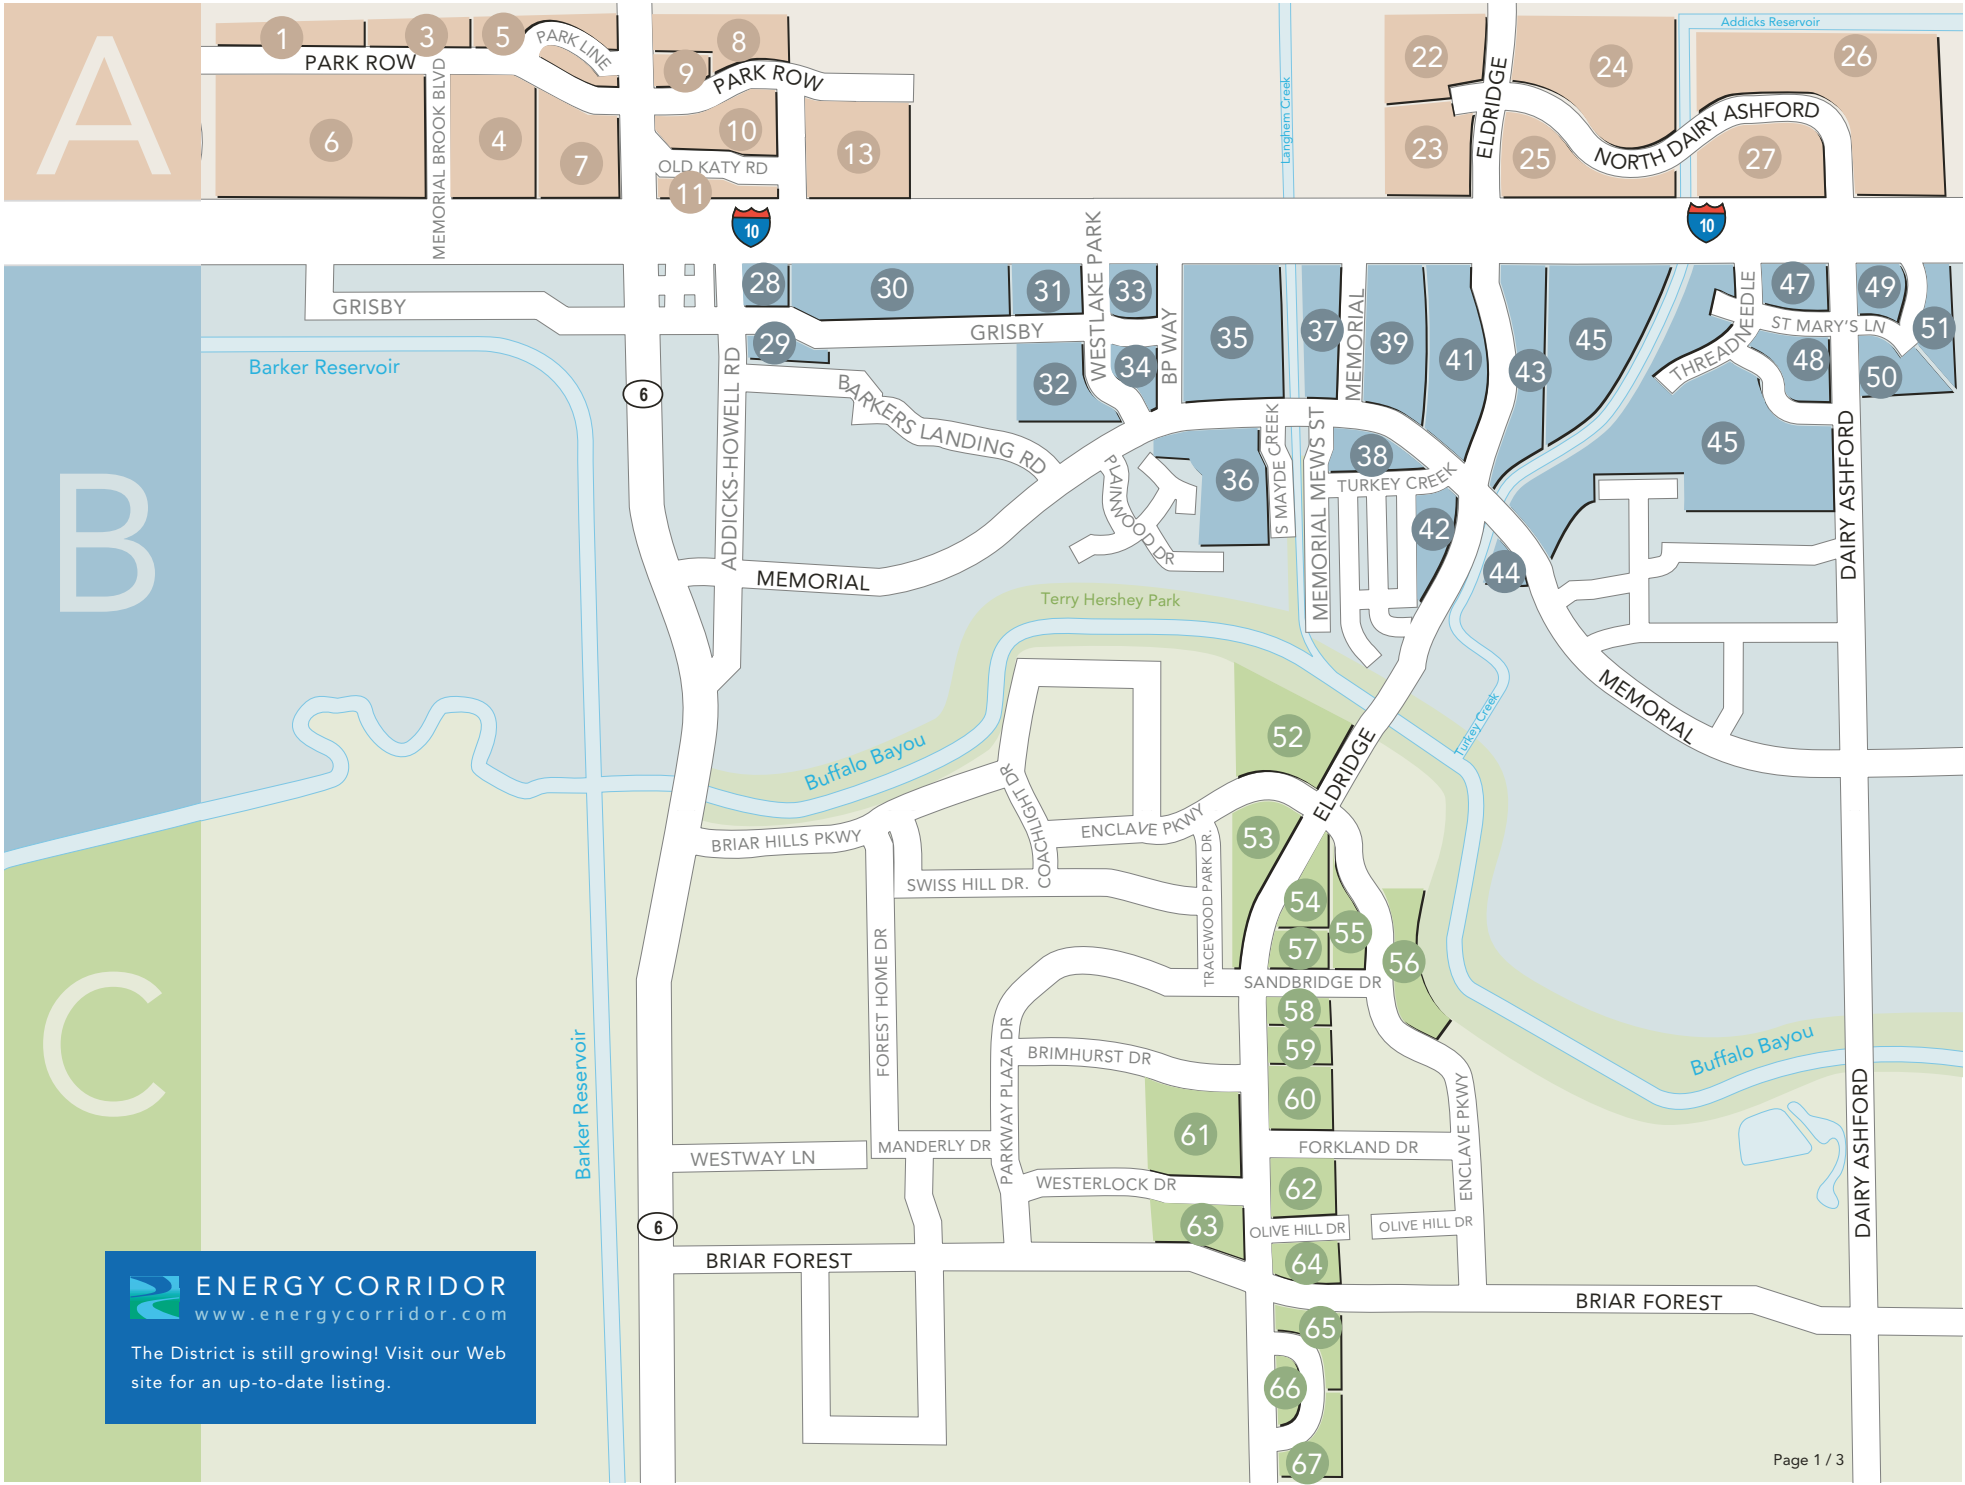 A
B
C
1
3
5
PARK LINE
PARK ROW
MEMORIAL BROOK BLVD
6
4
7
8
9
PARK ROW
10
OLD KATY RD
11
13
Langhem Creek
22
23
ELDRIDGE
24
25
NORTH DAIRY ASHFORD
Addicks Reservoir
26
27
10
10
GRISBY
Barker Reservoir
6
28
29
30
31
GRISBY
32
WESTLAKE PARK
33
34
BP WAY
35
37
MEMORIAL
39
41
43
45
THREADNEEDLE
47
ST MARY'S LN
48
49
50
51
ADDICKS-HOWELL RD
BARKERS LANDING RD
MEMORIAL
PLAINWOOD DR
36
S MAYDE CREEK
MEMORIAL MEWS ST
38
TURKEY CREEK
42
44
45
DAIRY ASHFORD
Terry Hershey Park
Turkey Creek
MEMORIAL
Buffalo Bayou
52
ELDRIDGE
BRIAR HILLS PKWY
COACHLIGHT DR
ENCLAVE PKWY
TRACEWOOD PARK DR.
SWISS HILL DR.
53
54
55
56
57
SANDBRIDGE DR
58
59
60
FOREST HOME DR
PARKWAY PLAZA DR
BRIMHURST DR
61
Barker Reservoir
WESTWAY LN
MANDERLY DR
WESTERLOCK DR
FORKLAND DR
ENCLAVE PKWY
62
63
OLIVE HILL DR
OLIVE HILL DR
64
Buffalo Bayou
DAIRY ASHFORD
6
BRIAR FOREST
BRIAR FOREST
65
66
67
ENERGY CORRIDOR
www.energycorridor.com
The District is still growing! Visit our Web
site for an up-to-date listing.
Page 1 / 3